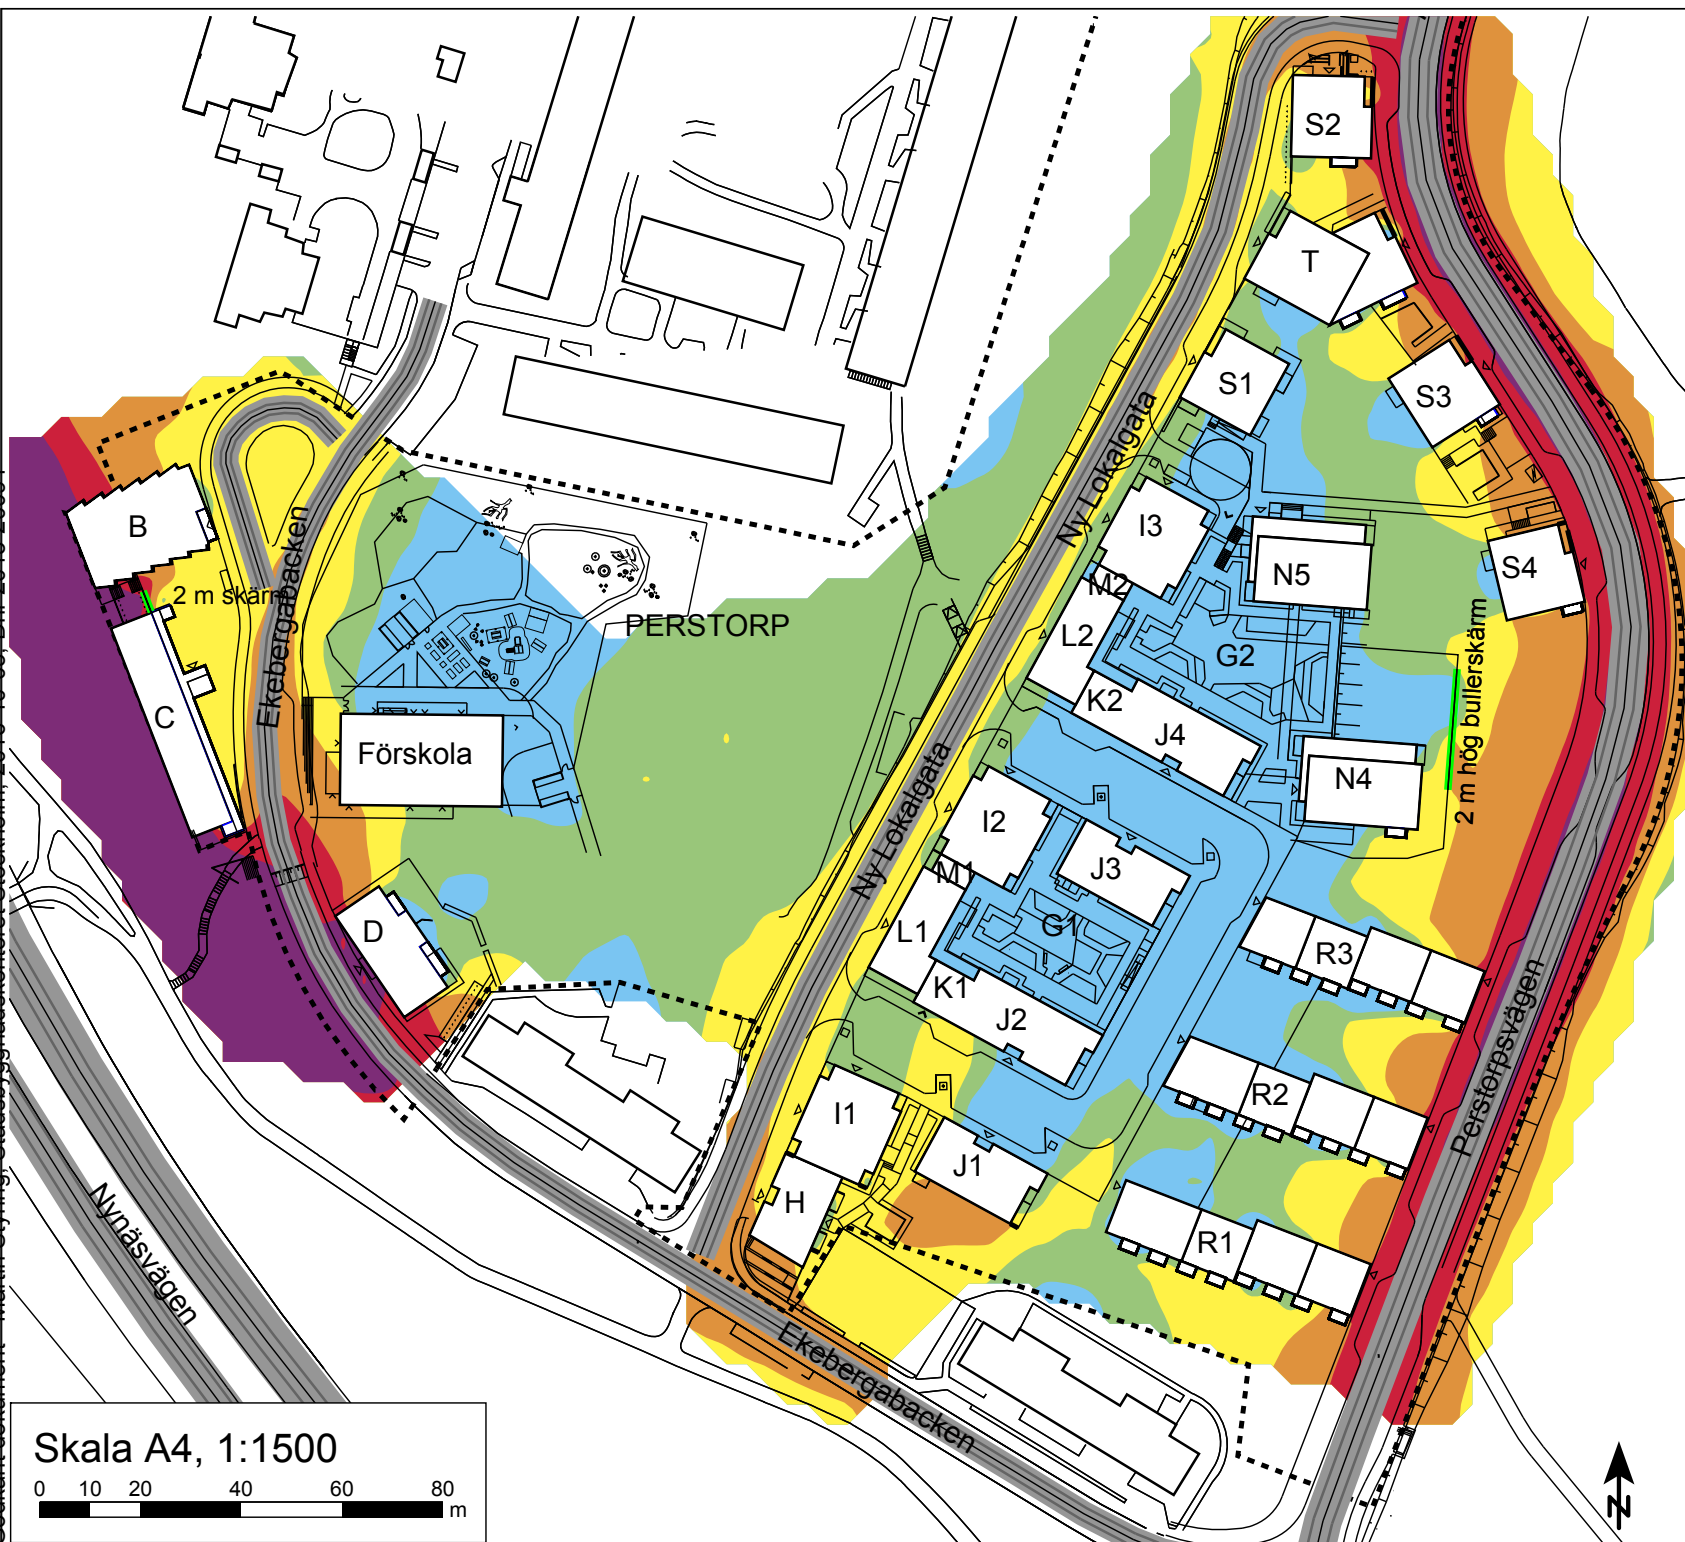 S2
T
S1
S3
B
I3
N5
S4
M2
2 m skärm
PERSTORP
L2
G2
Ekebergabacken
Ny Lokalgata
K2
C
J4
2 m hög bullerskärm
Förskola
N4
Ny Lokalgata
I2
J3
M1
D
L1
G1
R3
K1
J2
Perstorpsvägen
R2
I1
J1
H
R1
Nynäsvägen
Ekebergabacken
Skala A4, 1:1500
0 10 20 40 60 80
m
N